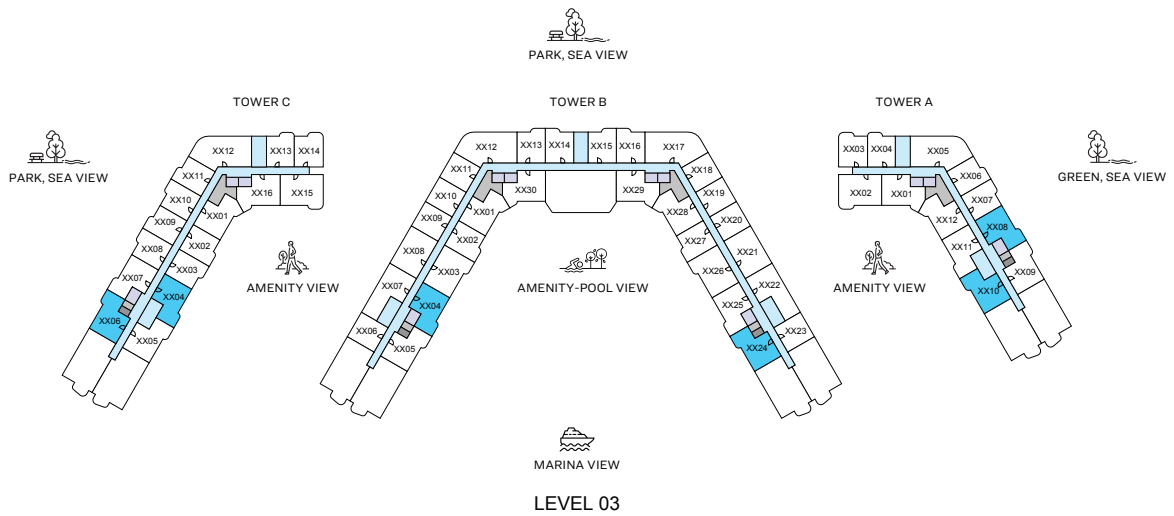 PARK, SEA VIEW
TOWER C
TOWER B
TOWER A
PARK, SEA VIEW
GREEN, SEA VIEW
XX12
XX13
XX14
XX11
XX16
XX15
XX10
XX01
XX09
XX02
XX08
XX03
XX07
XX04
XX06
XX05
XX12
XX13
XX14
XX15
XX16
XX17
XX11
XX30
XX29
XX18
XX10
XX01
XX28
XX19
XX09
XX02
XX27
XX20
XX08
XX03
XX26
XX21
XX07
XX04
XX25
XX22
XX06
XX05
XX24
XX23
XX03
XX04
XX05
XX02
XX01
XX06
XX12
XX07
XX11
XX08
XX10
XX09
AMENITY VIEW
AMENITY-POOL VIEW
AMENITY VIEW
MARINA VIEW
LEVEL 03